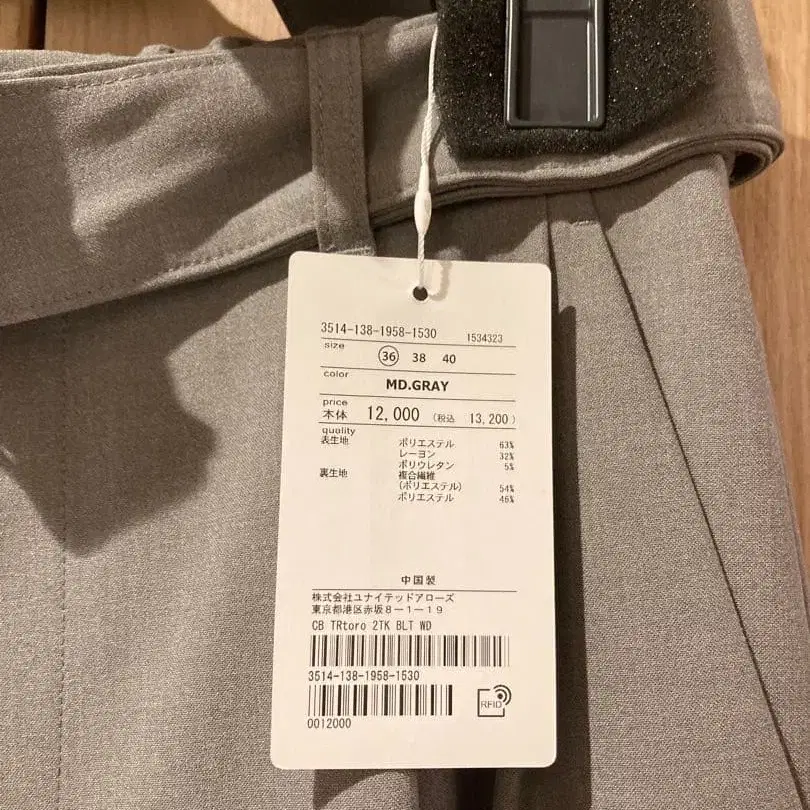 3514-138-1958-1530 1534323
size
36 38 40
color
MD.GRAY
price
本体 12,000 (税込 13,200)
quality
表生地 ポリエステル 63%
レーヨン 32%
ポリウレタン 5%
裏生地 複合繊維
(ポリエステル) 54%
ポリエステル 46%
中国製
株式会社ユナイテッドアローズ
東京都港区赤坂8-1-19
CB TRtoro 2TK BLT WD
3514-138-1958-1530
0012000
RFID